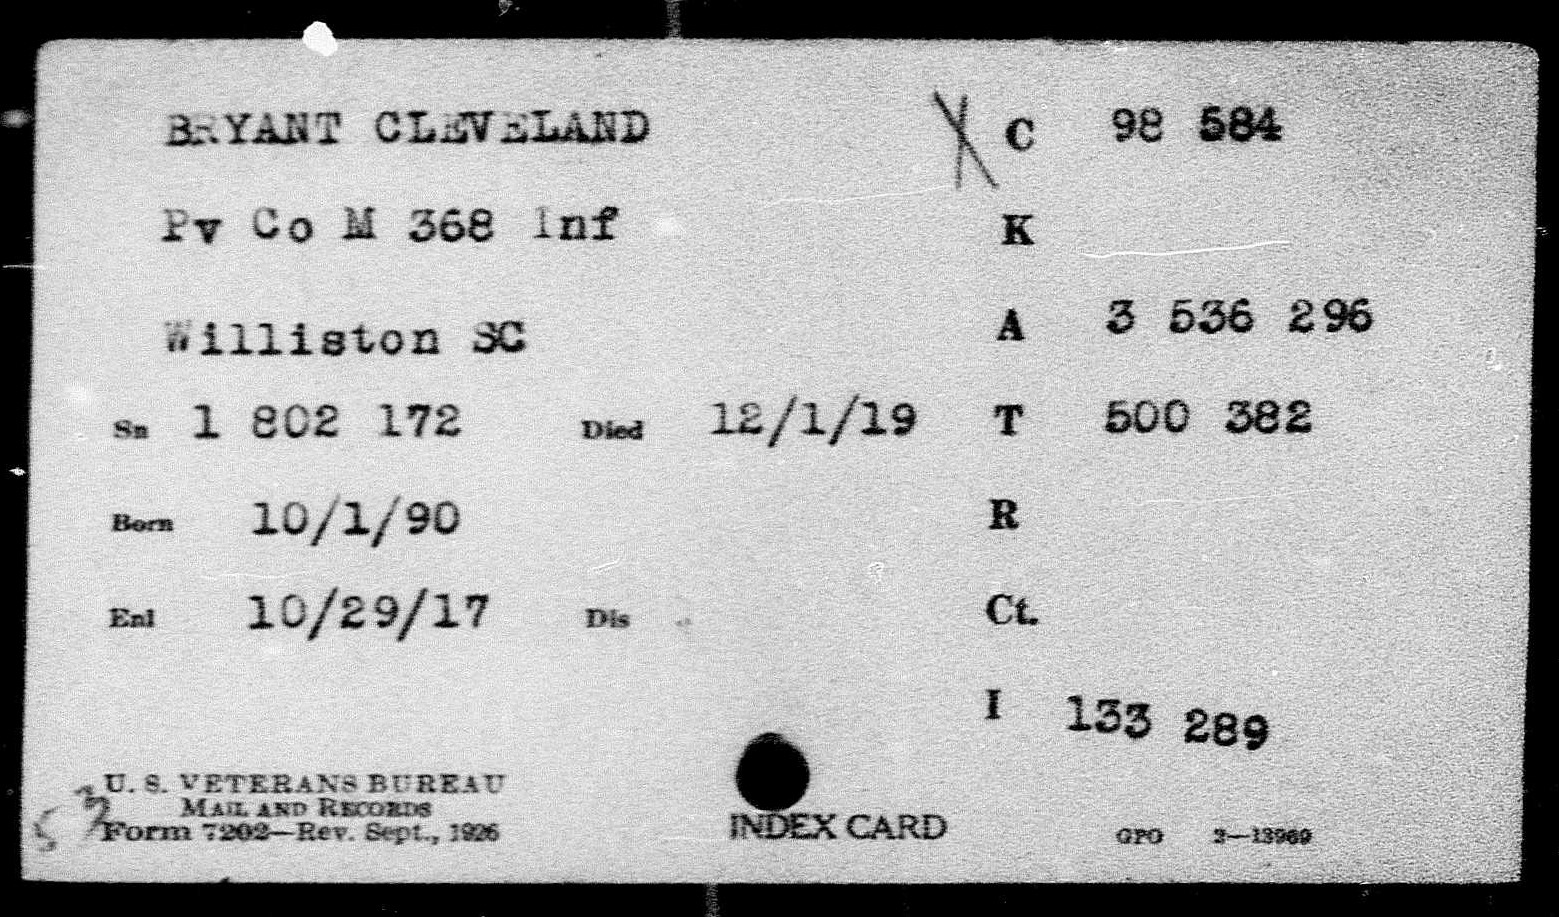 BRYANT CLEVELAND X C 98 584
Pv Co M 368 Inf K
Williston SC A 3 536 296
Sn 1 802 172 Died 12/1/19 T 500 382
Born 10/1/90 R
Enl 10/29/17 Dis Ct.
I 133 289
U. S. VETERANS BUREAU
MAIL AND RECORDS
Form 7202—Rev. Sept., 1926
INDEX CARD
GPO 2—13969